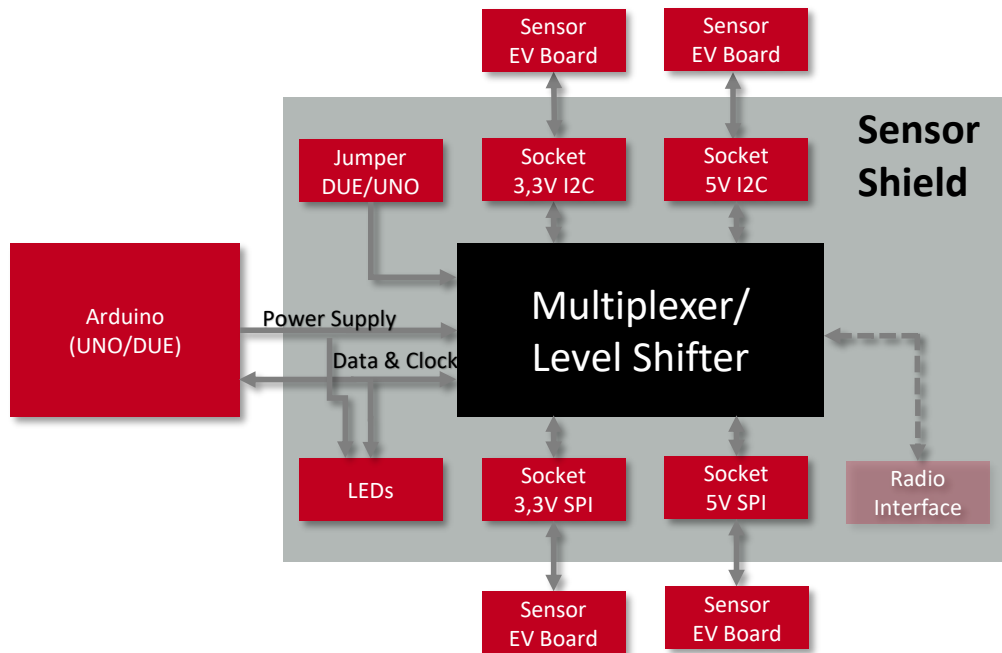 Sensor
EV Board
Sensor
EV Board
Sensor
Shield
Jumper
DUE/UNO
Socket
3,3V I2C
Socket
5V I2C
Arduino
(UNO/DUE)
Power Supply
Data & Clock
Multiplexer/
Level Shifter
LEDs
Socket
3,3V SPI
Socket
5V SPI
Radio
Interface
Sensor
EV Board
Sensor
EV Board